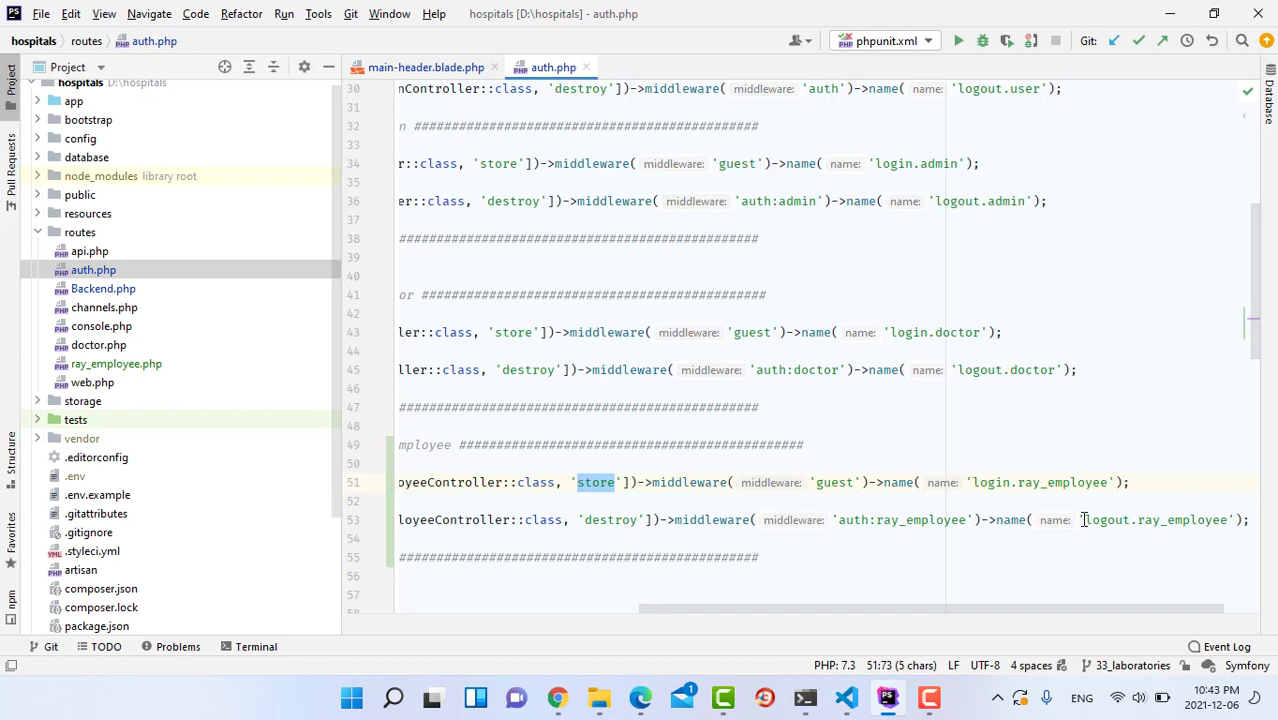 File Edit View Navigate Code Refactor Run Tools Git Window Help hospitals [D:\hospitals] - auth.php
hospitals routes auth.php phpunit.xml Git:
Project main-header.blade.php auth.php
hospitals D:\hospitals
app
bootstrap
config
database
node_modules library root
public
resources
routes
api.php
auth.php
Backend.php
channels.php
console.php
doctor.php
ray_employee.php
web.php
storage
tests
vendor
.editorconfig
.env
.env.example
.gitattributes
.gitignore
.styleci.yml
artisan
composer.json
composer.lock
package.json
30 nController::class, 'destroy'])->middleware( middleware: 'auth')->name( name: 'logout.user');
31
32 n ##############################################
33
34 r::class, 'store'])->middleware( middleware: 'guest')->name( name: 'login.admin');
35
36 er::class, 'destroy'])->middleware( middleware: 'auth:admin')->name( name: 'logout.admin');
37
38 ################################################
39
40
41 or ##############################################
42
43 ler::class, 'store'])->middleware( middleware: 'guest')->name( name: 'login.doctor');
44
45 ller::class, 'destroy'])->middleware( middleware: 'auth:doctor')->name( name: 'logout.doctor');
46
47 ################################################
48
49 mployee ##############################################
50
51 oyeeController::class, 'store'])->middleware( middleware: 'guest')->name( name: 'login.ray_employee');
52
53 loyeeController::class, 'destroy'])->middleware( middleware: 'auth:ray_employee')->name( name: 'logout.ray_employee');
54
55 ################################################
56
57
58
Project
Pull Requests
Structure
Favorites
npm
Database
Git TODO Problems Terminal Event Log
PHP: 7.3 51:73 (5 chars) LF UTF-8 4 spaces 33_laboratories Symfony
1 ENG 10:43 PM
2021-12-06